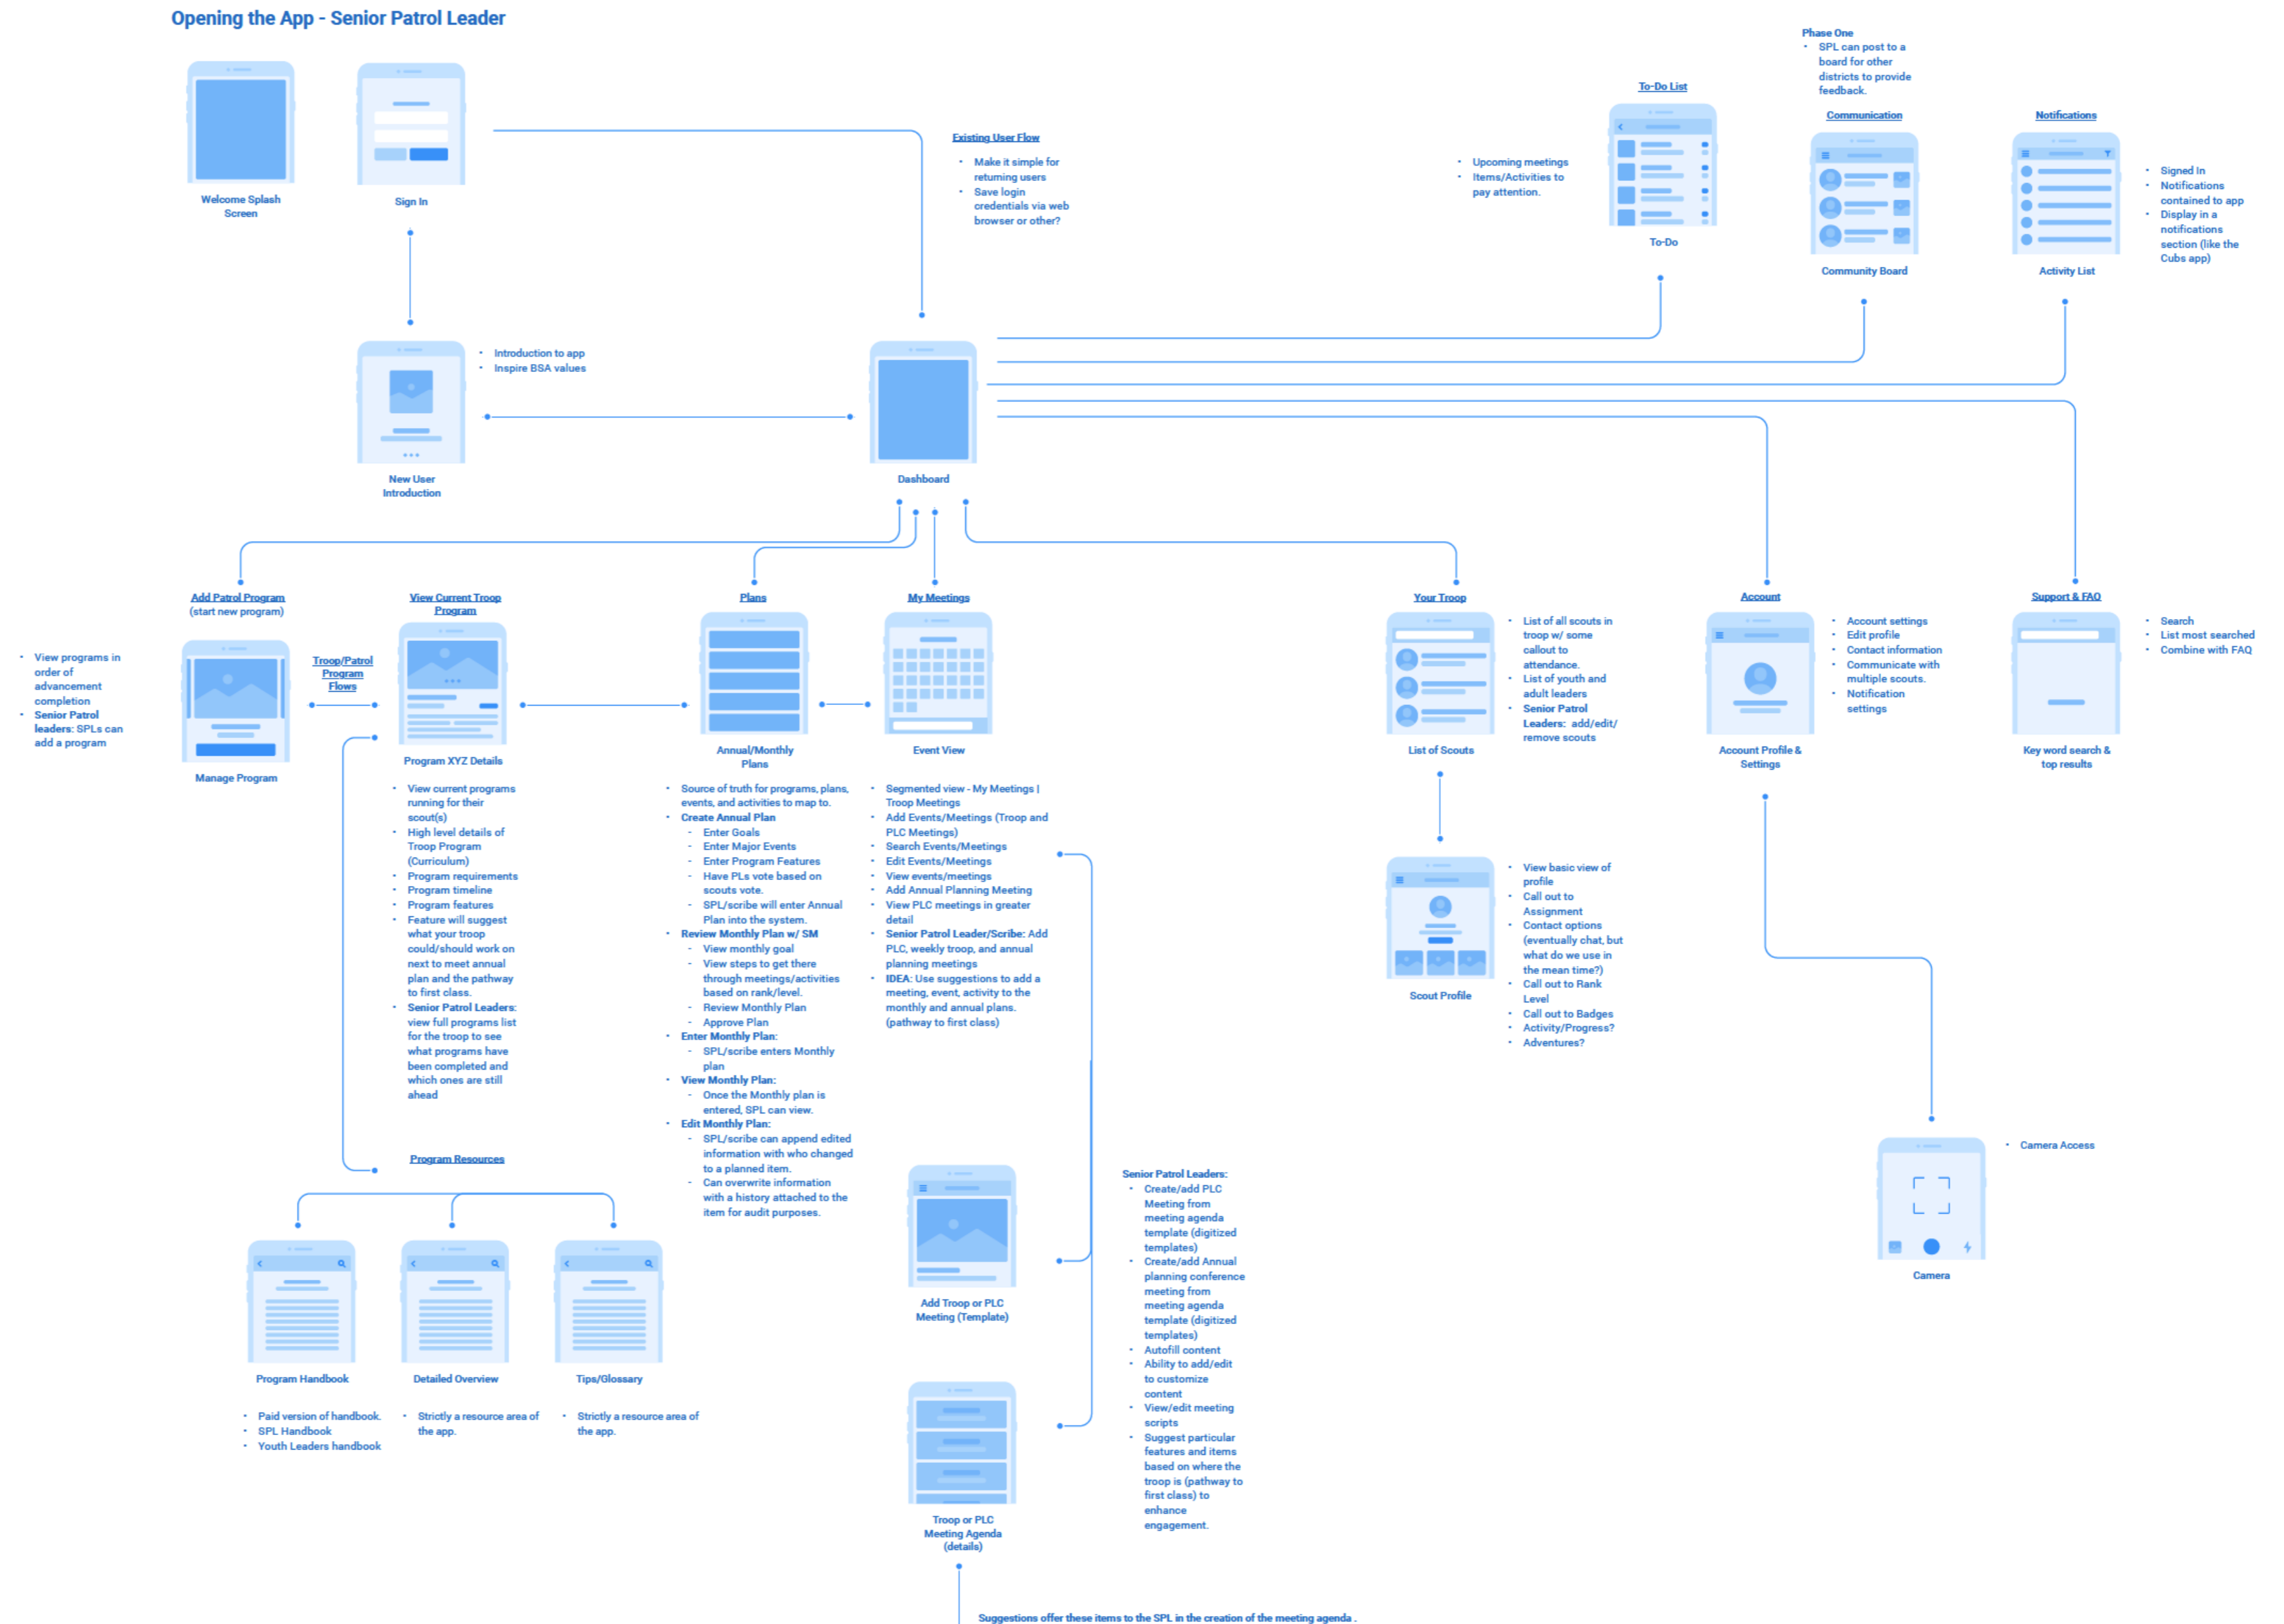 Opening the App - Senior Patrol Leader
Welcome Splash
Screen
Sign In
Existing User Flow
• Make it simple for
returning users
• Save login
credentials via web
browser or other?
To-Do List
• Upcoming meetings
• Items/Activities to
pay attention.
To-Do
Phase One
• SPL can post to a
board for other
districts to provide
feedback.
Communication
Community Board
Notifications
Activity List
• Signed In
• Notifications
contained to app
• Display in a
notifications
section (like the
Cubs app)
• Introduction to app
• Inspire BSA values
New User
Introduction
Dashboard
Add Patrol Program
(start new program)
• View programs in
order of
advancement
completion
• Senior Patrol
leaders: SPLs can
add a program
Manage Program
Troop/Patrol
Program
Flows
View Current Troop
Program
Program XYZ Details
• View current programs
running for their
scout(s)
• High level details of
Troop Program
(Curriculum)
• Program requirements
• Program timeline
• Program features
• Feature will suggest
what your troop
could/should work on
next to meet annual
plan and the pathway
to first class.
• Senior Patrol Leaders:
view full programs list
for the troop to see
what programs have
been completed and
which ones are still
ahead
Plans
Annual/Monthly
Plans
• Source of truth for programs, plans,
events, and activities to map to.
• Create Annual Plan
- Enter Goals
- Enter Major Events
- Enter Program Features
- Have PLs vote based on
scouts vote.
- SPL/scribe will enter Annual
Plan into the system.
• Review Monthly Plan w/ SM
- View monthly goal
- View steps to get there
through meetings/activities
based on rank/level.
- Review Monthly Plan
- Approve Plan
• Enter Monthly Plan:
- SPL/scribe enters Monthly
plan
• View Monthly Plan:
- Once the Monthly plan is
entered, SPL can view.
• Edit Monthly Plan:
- SPL/scribe can append edited
information with who changed
to a planned item.
- Can overwrite information
with a history attached to the
item for audit purposes.
My Meetings
Event View
• Segmented view - My Meetings |
Troop Meetings
• Add Events/Meetings (Troop and
PLC Meetings)
• Search Events/Meetings
• Edit Events/Meetings
• View events/meetings
• Add Annual Planning Meeting
• View PLC meetings in greater
detail
• Senior Patrol Leader/Scribe: Add
PLC, weekly troop, and annual
planning meetings
• IDEA: Use suggestions to add a
meeting, event, activity to the
monthly and annual plans.
(pathway to first class)
Your Troop
List of Scouts
• List of all scouts in
troop w/ some
callout to
attendance.
• List of youth and
adult leaders
• Senior Patrol
Leaders: add/edit/
remove scouts
Account
Account Profile &
Settings
• Account settings
• Edit profile
• Contact information
• Communicate with
multiple scouts.
• Notification
settings
Support & FAQ
Key word search &
top results
• Search
• List most searched
• Combine with FAQ
Scout Profile
• View basic view of
profile
• Call out to
Assignment
• Contact options
(eventually chat, but
what do we use in
the mean time?)
• Call out to Rank
Level
• Call out to Badges
• Activity/Progress?
• Adventures?
Camera
• Camera Access
Program Resources
Program Handbook
• Paid version of handbook.
• SPL Handbook
• Youth Leaders handbook
Detailed Overview
• Strictly a resource area of
the app.
Tips/Glossary
• Strictly a resource area of
the app.
Add Troop or PLC
Meeting (Template)
Senior Patrol Leaders:
• Create/add PLC
Meeting from
meeting agenda
template (digitized
templates)
• Create/add Annual
planning conference
meeting from
meeting agenda
template (digitized
templates)
• Autofill content
• Ability to add/edit
to customize
content
• View/edit meeting
scripts
• Suggest particular
features and items
based on where the
troop is (pathway to
first class) to
enhance
engagement.
Troop or PLC
Meeting Agenda
(details)
Suggestions offer these items to the SPL in the creation of the meeting agenda .